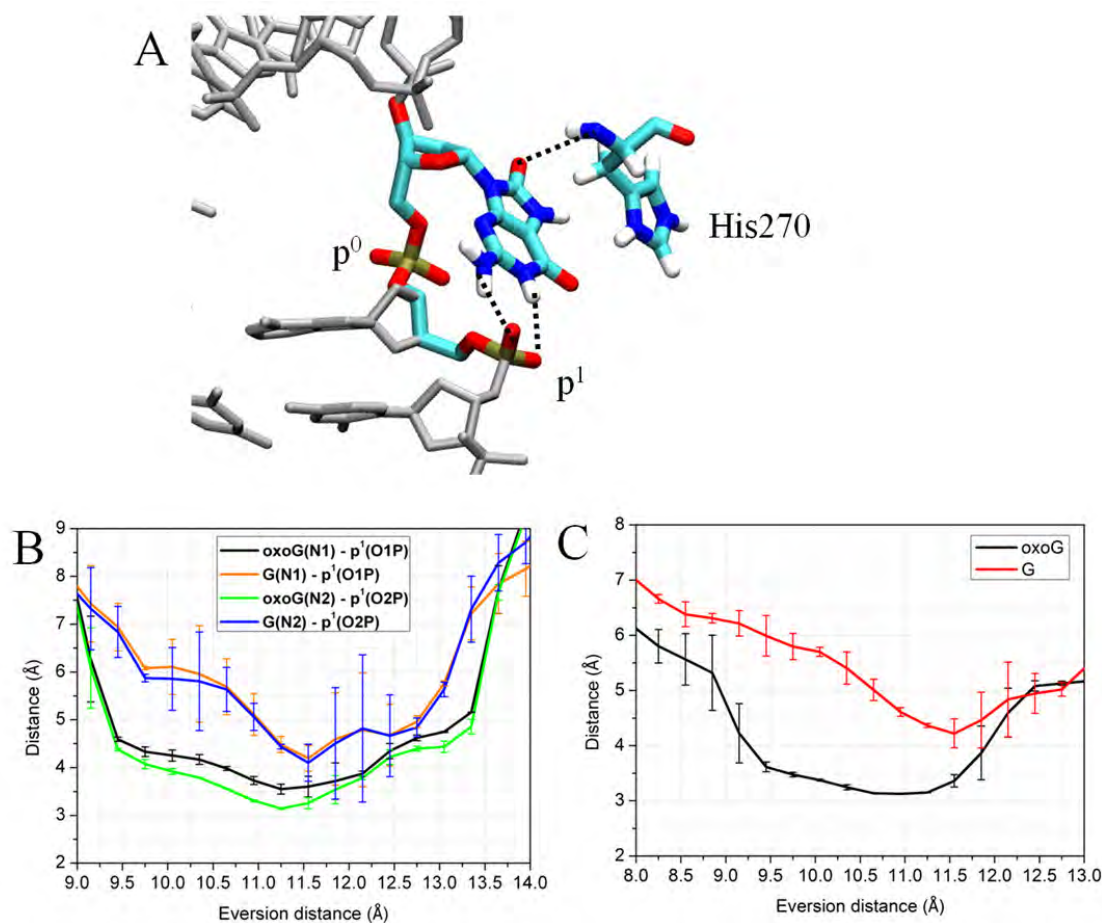 A
p⁰
His270
p¹
B
oxoG(N1) - p¹(O1P)
G(N1) - p¹(O1P)
oxoG(N2) - p¹(O2P)
G(N2) - p¹(O2P)
Distance (Å)
9
8
7
6
5
4
3
2
9.0 9.5 10.0 10.5 11.0 11.5 12.0 12.5 13.0 13.5 14.0
Eversion distance (Å)
C
oxoG
G
Distance (Å)
8
7
6
5
4
3
2
8.0 8.5 9.0 9.5 10.0 10.5 11.0 11.5 12.0 12.5 13.0
Eversion distance (Å)